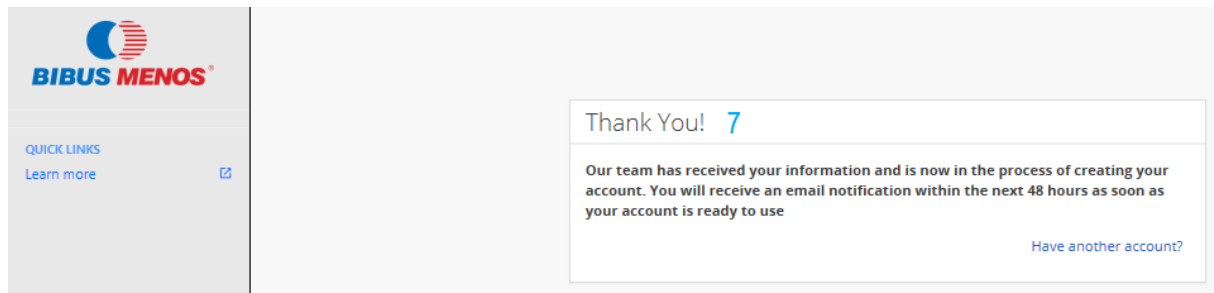 BIBUS MENOS®
QUICK LINKS
Learn more
Thank You! 7
Our team has received your information and is now in the process of creating your
account. You will receive an email notification within the next 48 hours as soon as
your account is ready to use
Have another account?